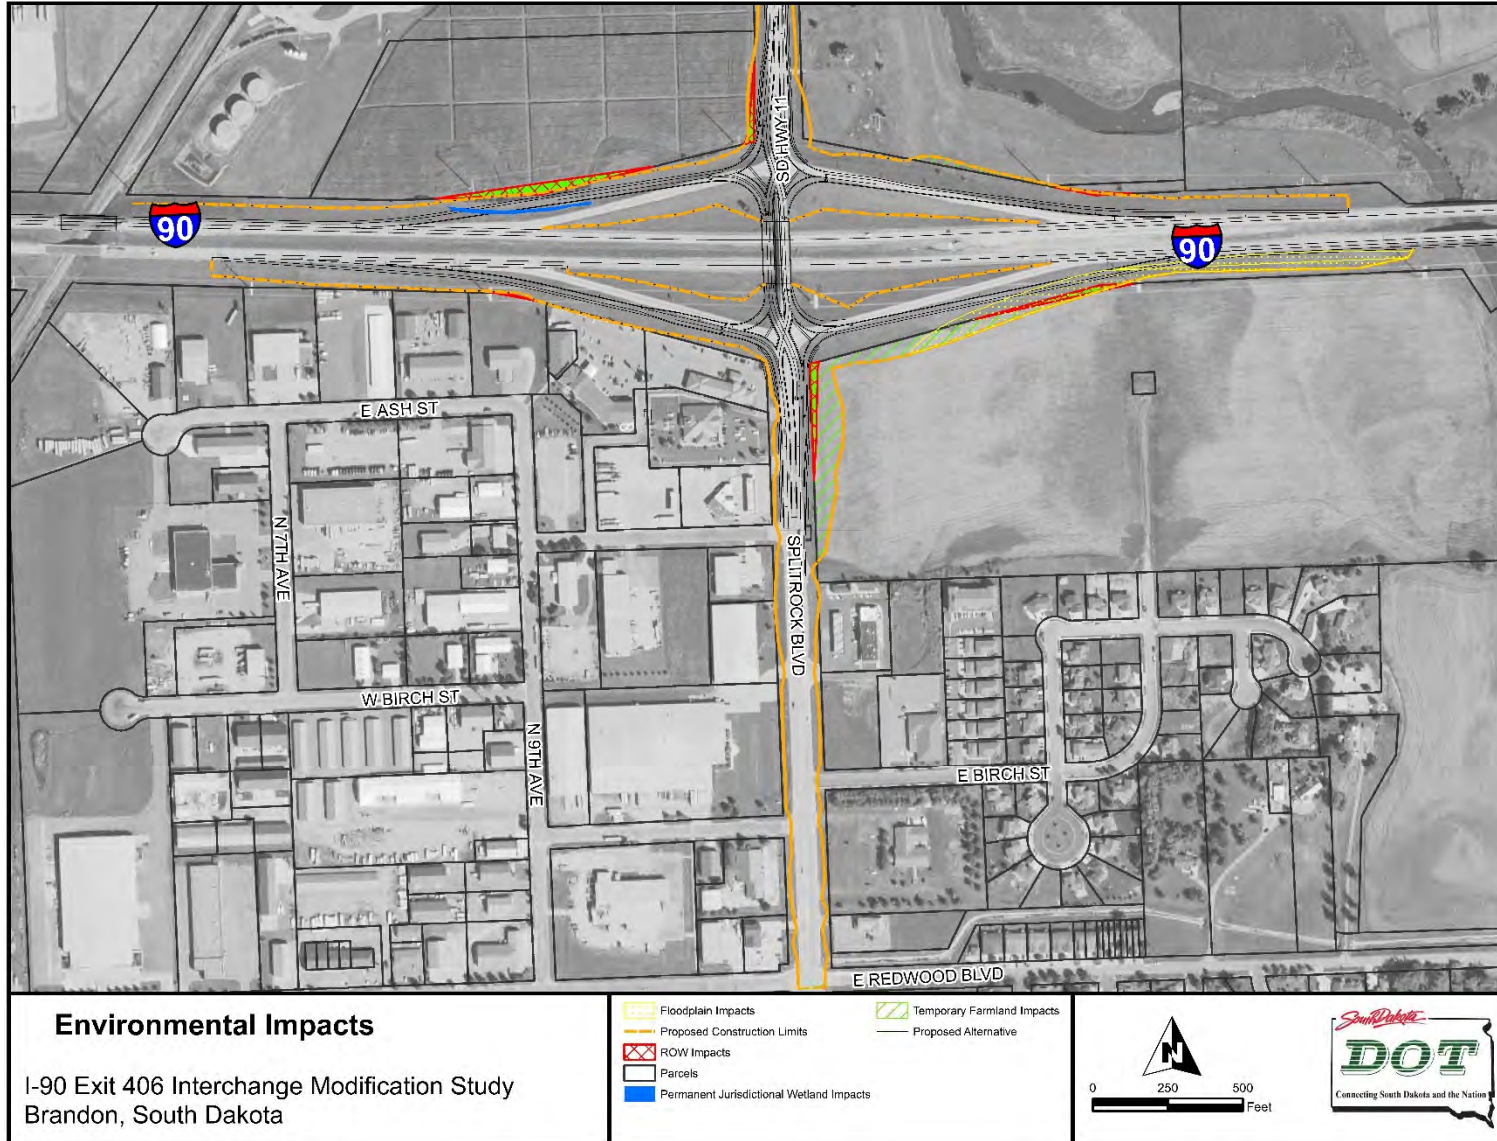 SD HWY 11
90
90
E ASH ST
N 7TH AVE
SPLITROCK BLVD
W BIRCH ST
N 9TH AVE
E BIRCH ST
E REDWOOD BLVD
Environmental Impacts
I-90 Exit 406 Interchange Modification Study
Brandon, South Dakota
Floodplain Impacts
Proposed Construction Limits
ROW Impacts
Parcels
Permanent Jurisdictional Wetland Impacts
Temporary Farmland Impacts
Proposed Alternative
N
0 250 500
Feet
South Dakota
DOT
Connecting South Dakota and the Nation